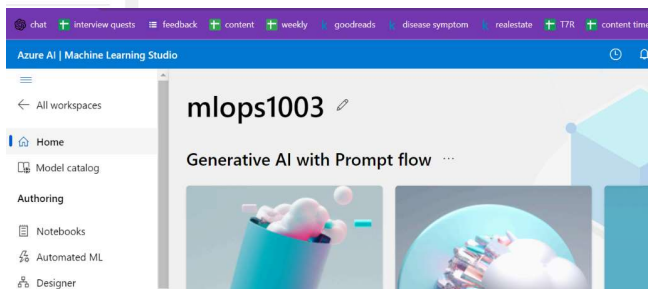 chat interview quests feedback content weekly goodreads disease symptom realestate T7R content time
Azure AI | Machine Learning Studio
All workspaces
mlops1003
Home
Model catalog
Generative AI with Prompt flow ...
Authoring
Notebooks
Automated ML
Designer